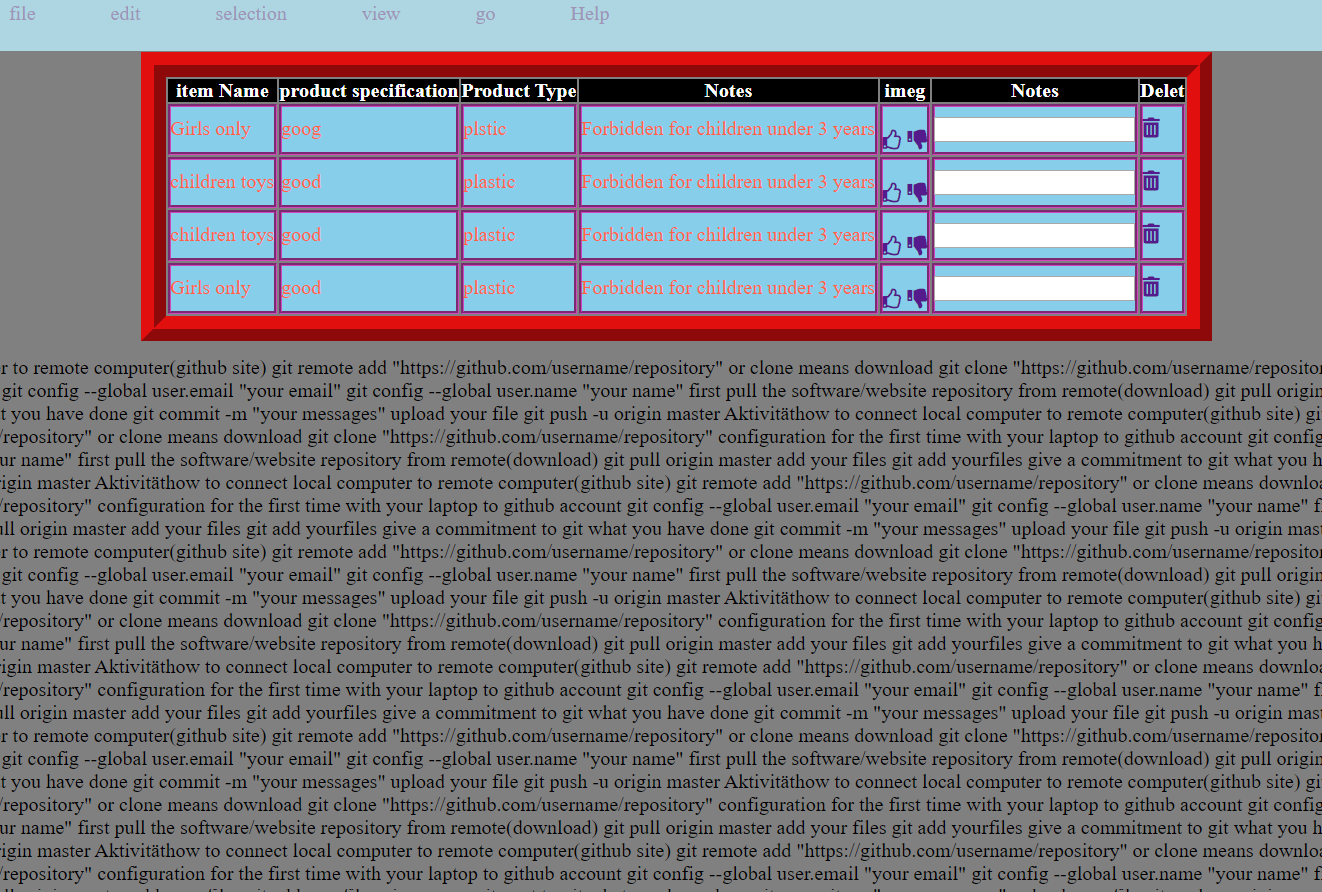 file edit selection view go Help
item Name product specification Product Type Notes imeg Notes Delet
Girls only goog plstic Forbidden for children under 3 years
children toys good plastic Forbidden for children under 3 years
children toys good plastic Forbidden for children under 3 years
Girls only good plastic Forbidden for children under 3 years
er to remote computer(github site) git remote add "https://github.com/username/repository" or clone means download git clone "https://github.com/username/repository
git config --global user.email "your email" git config --global user.name "your name" first pull the software/website repository from remote(download) git pull origin
t you have done git commit -m "your messages" upload your file git push -u origin master Aktivitäthow to connect local computer to remote computer(github site) gi
/repository" or clone means download git clone "https://github.com/username/repository" configuration for the first time with your laptop to github account git config
ur name" first pull the software/website repository from remote(download) git pull origin master add your files git add yourfiles give a commitment to git what you h
igin master Aktivitäthow to connect local computer to remote computer(github site) git remote add "https://github.com/username/repository" or clone means downloa
/repository" configuration for the first time with your laptop to github account git config --global user.email "your email" git config --global user.name "your name" fi
ull origin master add your files git add yourfiles give a commitment to git what you have done git commit -m "your messages" upload your file git push -u origin mast
er to remote computer(github site) git remote add "https://github.com/username/repository" or clone means download git clone "https://github.com/username/repository
git config --global user.email "your email" git config --global user.name "your name" first pull the software/website repository from remote(download) git pull origin
t you have done git commit -m "your messages" upload your file git push -u origin master Aktivitäthow to connect local computer to remote computer(github site) gi
/repository" or clone means download git clone "https://github.com/username/repository" configuration for the first time with your laptop to github account git config
ur name" first pull the software/website repository from remote(download) git pull origin master add your files git add yourfiles give a commitment to git what you h
igin master Aktivitäthow to connect local computer to remote computer(github site) git remote add "https://github.com/username/repository" or clone means downloa
/repository" configuration for the first time with your laptop to github account git config --global user.email "your email" git config --global user.name "your name" fi
ull origin master add your files git add yourfiles give a commitment to git what you have done git commit -m "your messages" upload your file git push -u origin mast
er to remote computer(github site) git remote add "https://github.com/username/repository" or clone means download git clone "https://github.com/username/repository
git config --global user.email "your email" git config --global user.name "your name" first pull the software/website repository from remote(download) git pull origin
t you have done git commit -m "your messages" upload your file git push -u origin master Aktivitäthow to connect local computer to remote computer(github site) gi
/repository" or clone means download git clone "https://github.com/username/repository" configuration for the first time with your laptop to github account git config
ur name" first pull the software/website repository from remote(download) git pull origin master add your files git add yourfiles give a commitment to git what you h
igin master Aktivitäthow to connect local computer to remote computer(github site) git remote add "https://github.com/username/repository" or clone means downloa
/repository" configuration for the first time with your laptop to github account git config --global user.email "your email" git config --global user.name "your name" fi